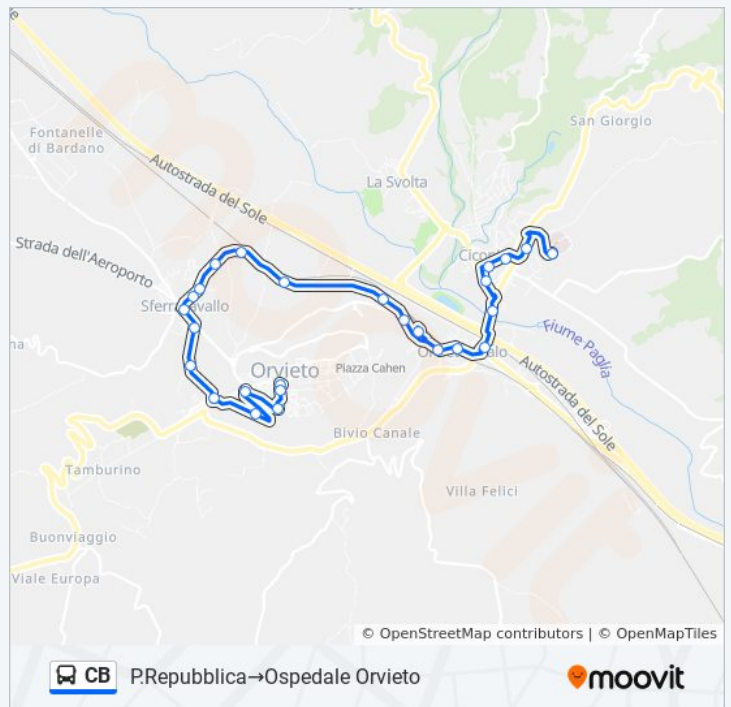 Fontanelle
di Bardano
San Giorgio
Autostrada del Sole
La Svolta
Strada dell'Aeroporto
Fiume Paglia
Orvieto
Piazza Cahen
Autostrada del Sole
Bivio Canale
Tamburino
Villa Felici
Buonviaggio
Viale Europa
© OpenStreetMap contributors | © OpenMapTiles
CB P.Repubblica→Ospedale Orvieto
moovit